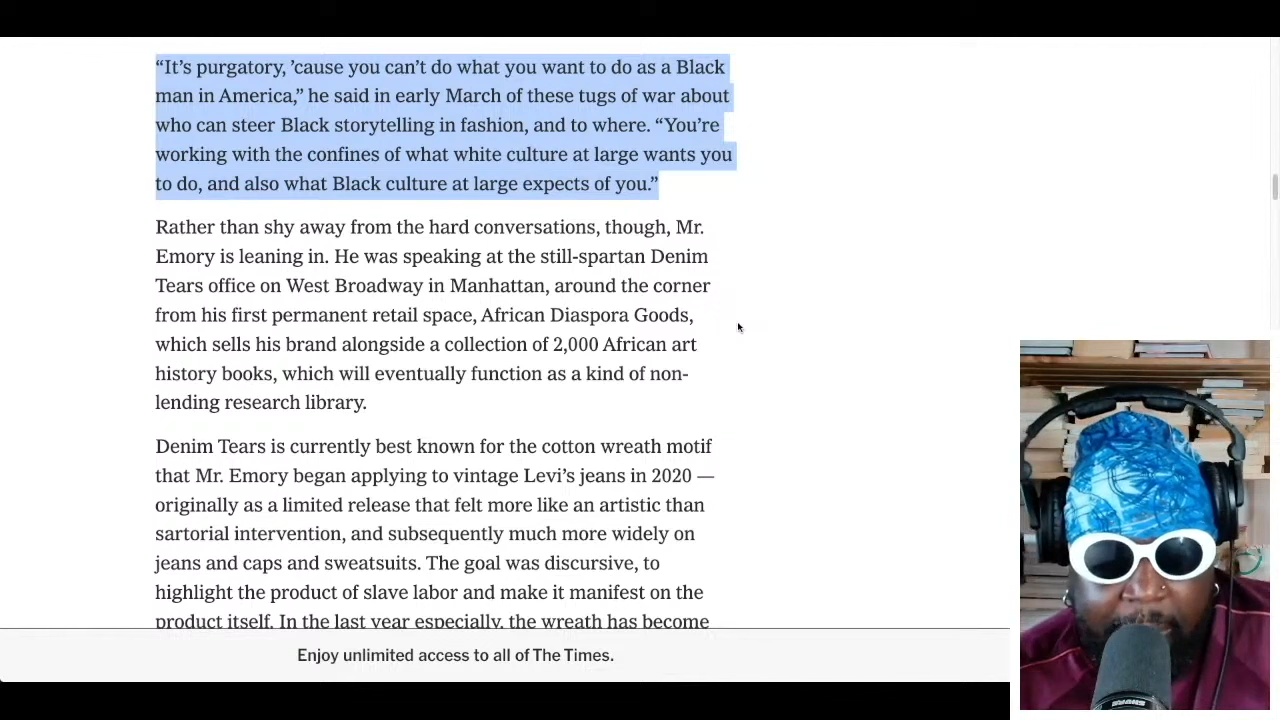 “It’s purgatory, ’cause you can’t do what you want to do as a Black
man in America,” he said in early March of these tugs of war about
who can steer Black storytelling in fashion, and to where. “You’re
working with the confines of what white culture at large wants you
to do, and also what Black culture at large expects of you.”
Rather than shy away from the hard conversations, though, Mr.
Emory is leaning in. He was speaking at the still-spartan Denim
Tears office on West Broadway in Manhattan, around the corner
from his first permanent retail space, African Diaspora Goods,
which sells his brand alongside a collection of 2,000 African art
history books, which will eventually function as a kind of non-
lending research library.
Denim Tears is currently best known for the cotton wreath motif
that Mr. Emory began applying to vintage Levi’s jeans in 2020 —
originally as a limited release that felt more like an artistic than
sartorial intervention, and subsequently much more widely on
jeans and caps and sweatsuits. The goal was discursive, to
highlight the product of slave labor and make it manifest on the
product itself. In the last year especially, the wreath has become
Enjoy unlimited access to all of The Times.
SHURE